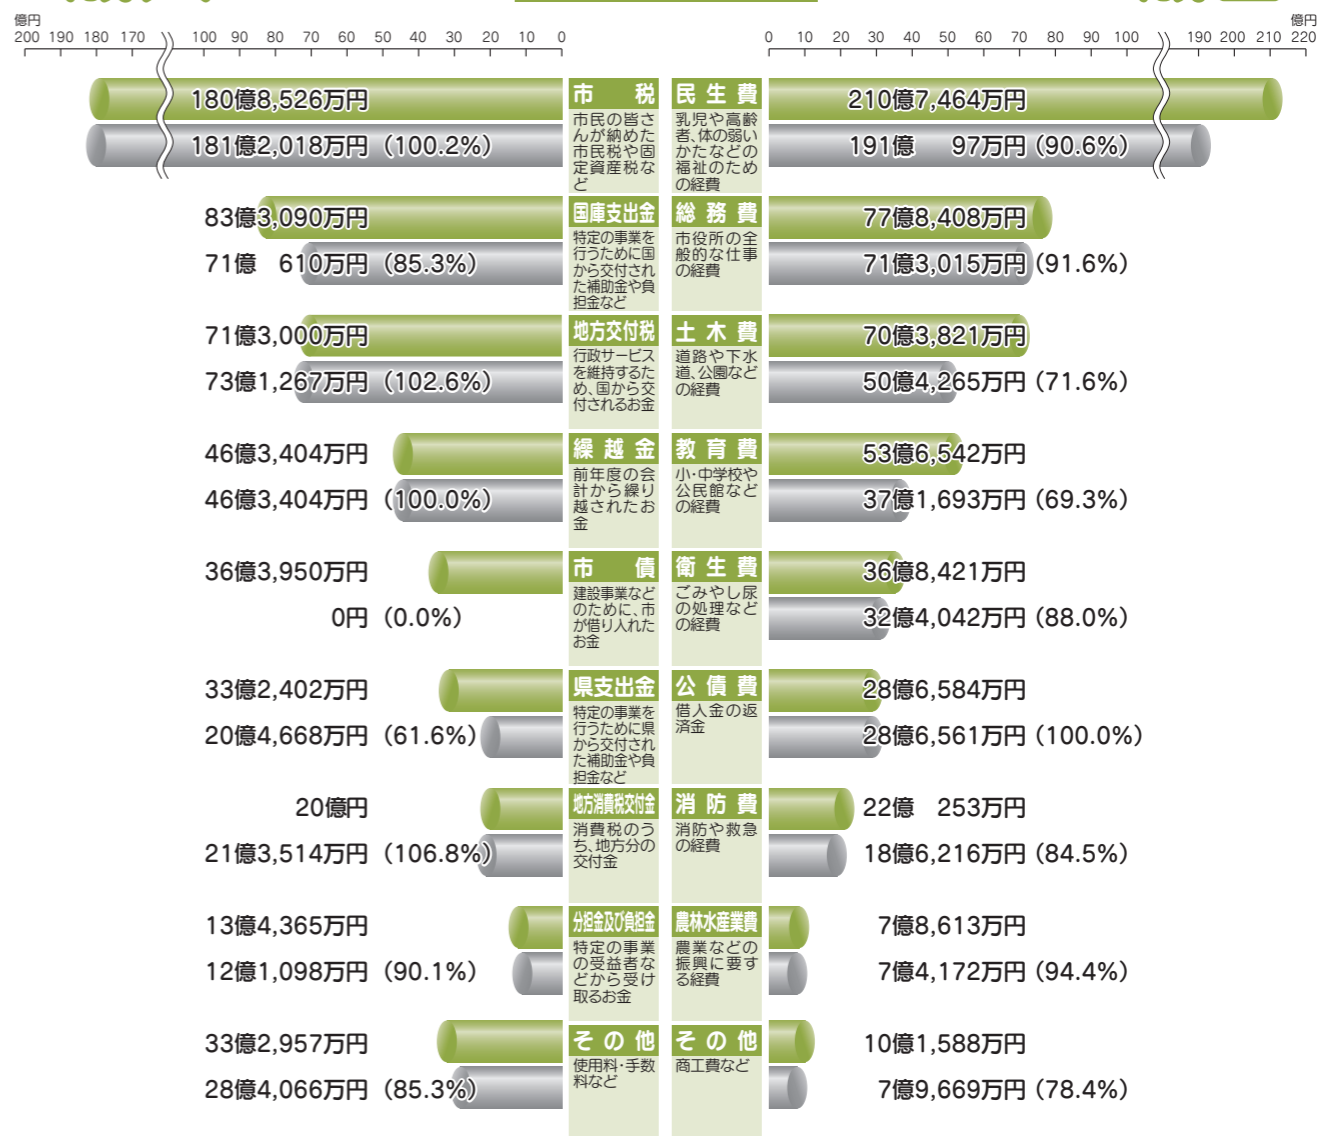 億円
200 190 180 170 100 90 80 70 60 50 40 30 20 10 0
180億8,526万円
181億2,018万円（100.2%）
市税
市民の皆さ
んが納めた
市民税や固
定資産税な
ど
83億3,090万円
71億 610万円（85.3%）
国庫支出金
特定の事業を
行うために国
から交付され
た補助金や負
担金など
71億3,000万円
73億1,267万円（102.6%）
地方交付税
行政サービス
を維持するた
め、国から交
付されるお金
46億3,404万円
46億3,404万円（100.0%）
繰越金
前年度の会
計から繰り
越されたお
金
36億3,950万円
0円（0.0%）
市債
建設事業など
のために、市
が借り入れた
お金
33億2,402万円
20億4,668万円（61.6%）
県支出金
特定の事業を
行うために県
から交付され
た補助金や負
担金など
20億円
21億3,514万円（106.8%）
地方消費税交付金
消費税のう
ち、地方分の
交付金
13億4,365万円
12億1,098万円（90.1%）
分担金及び負担金
特定の事業
の受益者な
どから受け
取るお金
33億2,957万円
28億4,066万円（85.3%）
その他
使用料・手数
料など
億円
0 10 20 30 40 50 60 70 80 90 100 190 200 210 220
民生費
乳児や高齢
者、体の弱い
かたなどの
福祉のため
の経費
210億7,464万円
191億 97万円（90.6%）
総務費
市役所の全
般的な仕事
の経費
77億8,408万円
71億3,015万円（91.6%）
土木費
道路や下水
道、公園など
の経費
70億3,821万円
50億4,265万円（71.6%）
教育費
小・中学校や
公民館など
の経費
53億6,542万円
37億1,693万円（69.3%）
衛生費
ごみやし尿
の処理など
の経費
36億8,421万円
32億4,042万円（88.0%）
公債費
借入金の返
済金
28億6,584万円
28億6,561万円（100.0%）
消防費
消防や救急
の経費
22億 253万円
18億6,216万円（84.5%）
農林水産業費
農業などの
振興に要す
る経費
7億8,613万円
7億4,172万円（94.4%）
その他
商工費など
10億1,588万円
7億9,669万円（78.4%）